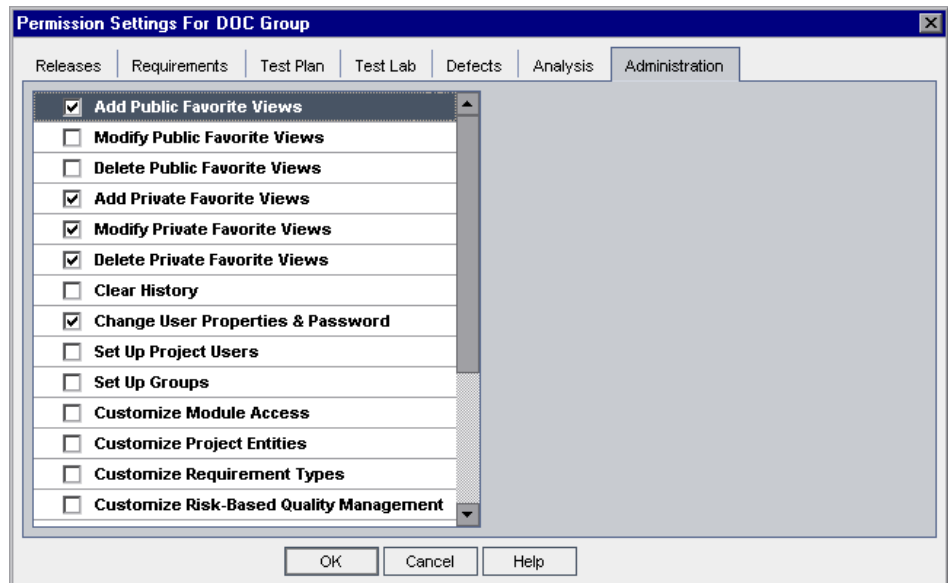 Permission Settings For DOC Group
Releases Requirements Test Plan Test Lab Defects Analysis Administration
Add Public Favorite Views
Modify Public Favorite Views
Delete Public Favorite Views
Add Private Favorite Views
Modify Private Favorite Views
Delete Private Favorite Views
Clear History
Change User Properties & Password
Set Up Project Users
Set Up Groups
Customize Module Access
Customize Project Entities
Customize Requirement Types
Customize Risk-Based Quality Management
OK Cancel Help